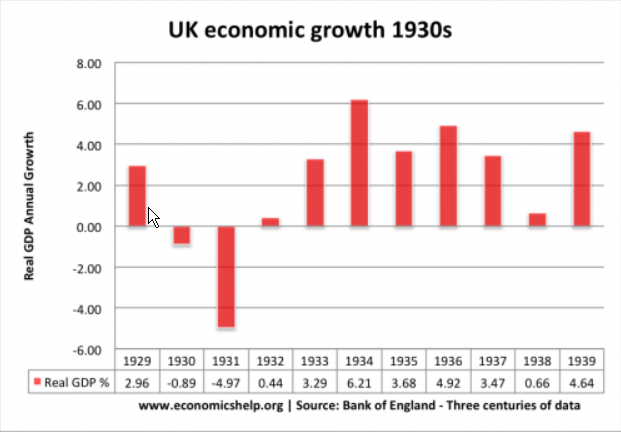 UK economic growth 1930s
8.00
6.00
4.00
2.00
0.00
-2.00
-4.00
-6.00
Real GDP Annual Growrth
1929 1930 1931 1932 1933 1934 1935 1936 1937 1938 1939
Real GDP % 2.96 -0.89 -4.97 0.44 3.29 6.21 3.68 4.92 3.47 0.66 4.64
www.economicshelp.org | Source: Bank of England - Three centuries of data